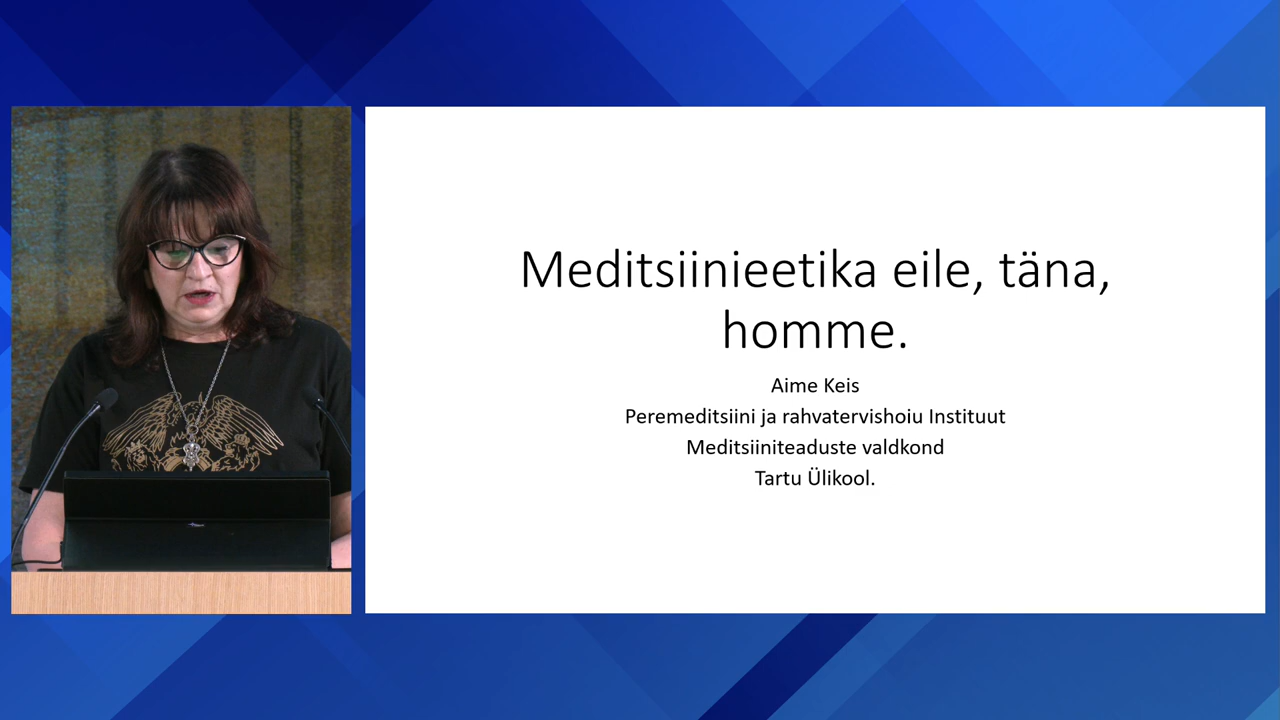 Meditsiinieetika eile, täna,
homme.
Aime Keis
Peremeditsiini ja rahvatervishoiu Instituut
Meditsiiniteaduste valdkond
Tartu Ülikool.